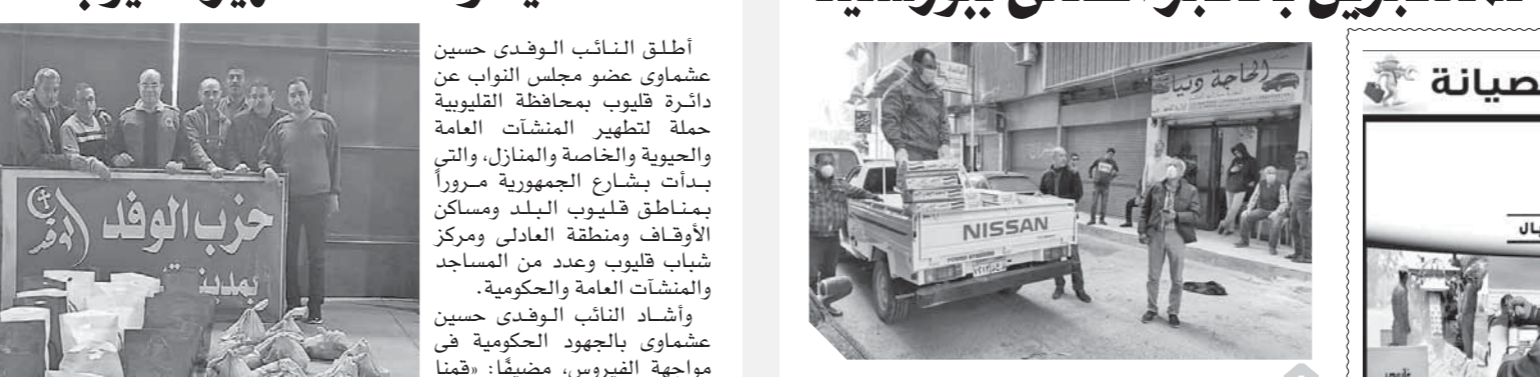 أطلق النائب الوفدى حسين
عشماوى عضو مجلس النواب عن
دائرة قليوب بمحافظة القليوبية
حملة لتطهير المنشآت العامة
والحيوية والخاصة والمنازل، والتى
بدأت بشارع الجمهورية مروراً
بمناطق قليوب البلد ومساكن
الأوقاف ومنطقة العادلى ومركز
شباب قليوب وعدد من المساجد
والمنشآت العامة والحكومية.
وأشاد النائب الوفدى حسين
عشماوى بالجهود الحكومية فى
مواجهة الفيروس، مضيفًا: «قمنا
حزب الوفد
الوفد
بمدينة
الحاجة دنيا
NISSAN
صيانة